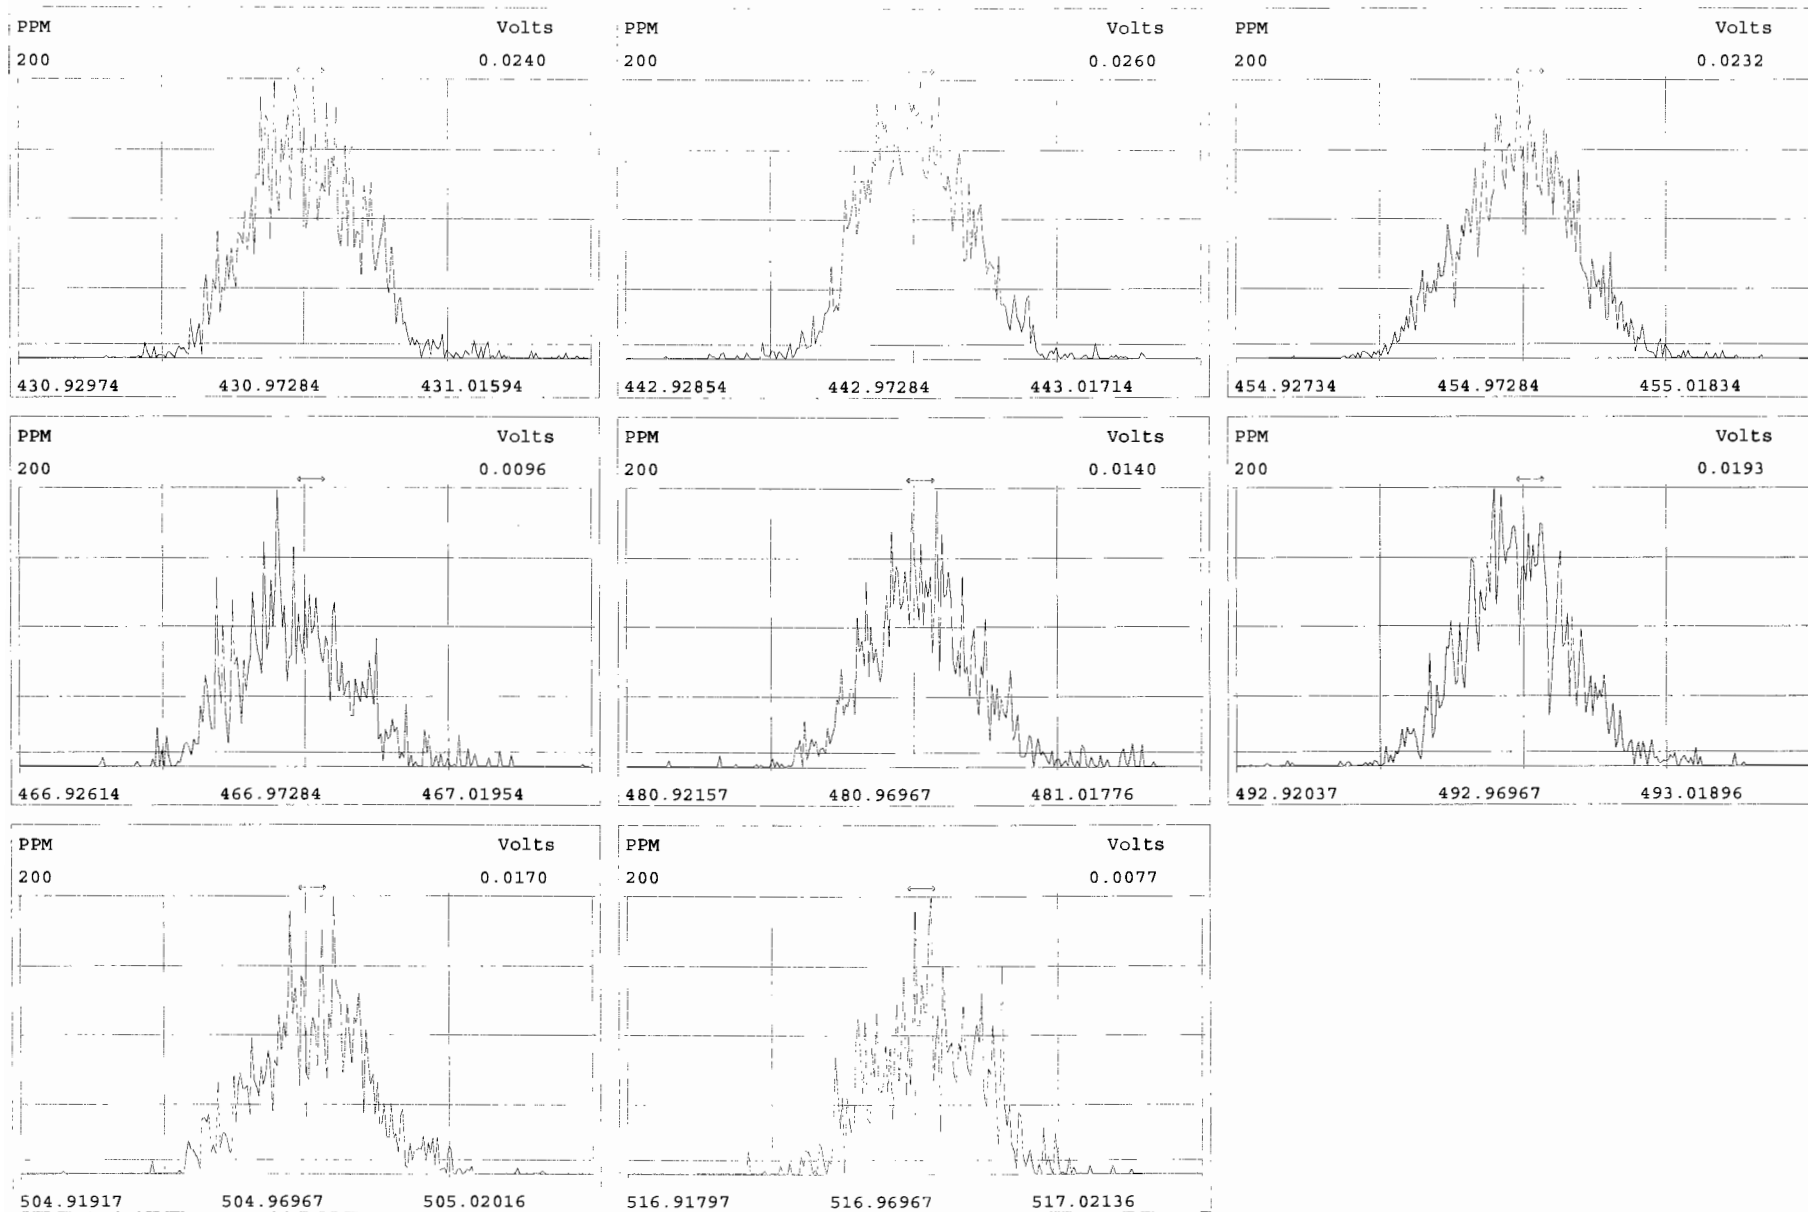 PPM Volts
200 0.0240
430.92974 430.97284 431.01594
PPM Volts
200 0.0260
442.92854 442.97284 443.01714
PPM Volts
200 0.0232
454.92734 454.97284 455.01834
PPM Volts
200 0.0096
466.92614 466.97284 467.01954
PPM Volts
200 0.0140
480.92157 480.96967 481.01776
PPM Volts
200 0.0193
492.92037 492.96967 493.01896
PPM Volts
200 0.0170
504.91917 504.96967 505.02016
PPM Volts
200 0.0077
516.91797 516.96967 517.02136